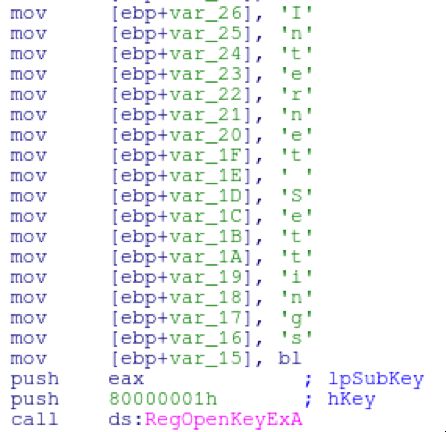 mov [ebp+var_26], 'I'
mov [ebp+var_25], 'n'
mov [ebp+var_24], 't'
mov [ebp+var_23], 'e'
mov [ebp+var_22], 'r'
mov [ebp+var_21], 'n'
mov [ebp+var_20], 'e'
mov [ebp+var_1F], 't'
mov [ebp+var_1E], ' '
mov [ebp+var_1D], 'S'
mov [ebp+var_1C], 'e'
mov [ebp+var_1B], 't'
mov [ebp+var_1A], 't'
mov [ebp+var_19], 'i'
mov [ebp+var_18], 'n'
mov [ebp+var_17], 'g'
mov [ebp+var_16], 's'
mov [ebp+var_15], bl
push eax ; lpSubKey
push 80000001h ; hKey
call ds:RegOpenKeyExA